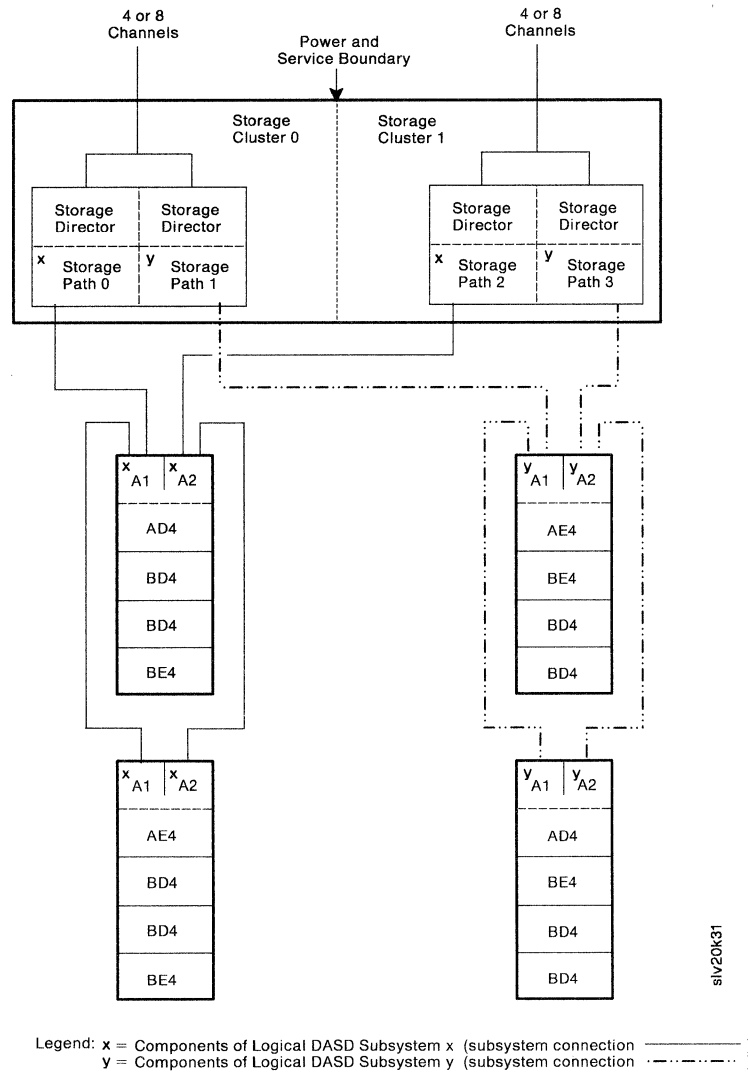 4 or 8
Channels
Power and
Service Boundary
4 or 8
Channels
Storage
Cluster 0
Storage
Cluster 1
Storage
Director
Storage
Director
x Storage
Path 0
y Storage
Path 1
Storage
Director
Storage
Director
x Storage
Path 2
y Storage
Path 3
x A1
x A2
AD4
BD4
BD4
BE4
y A1
y A2
AE4
BE4
BD4
BD4
x A1
x A2
AE4
BD4
BD4
BE4
y A1
y A2
AD4
BE4
BD4
BD4
slv20k31
Legend: x = Components of Logical DASD Subsystem x (subsystem connection
y = Components of Logical DASD Subsystem y (subsystem connection